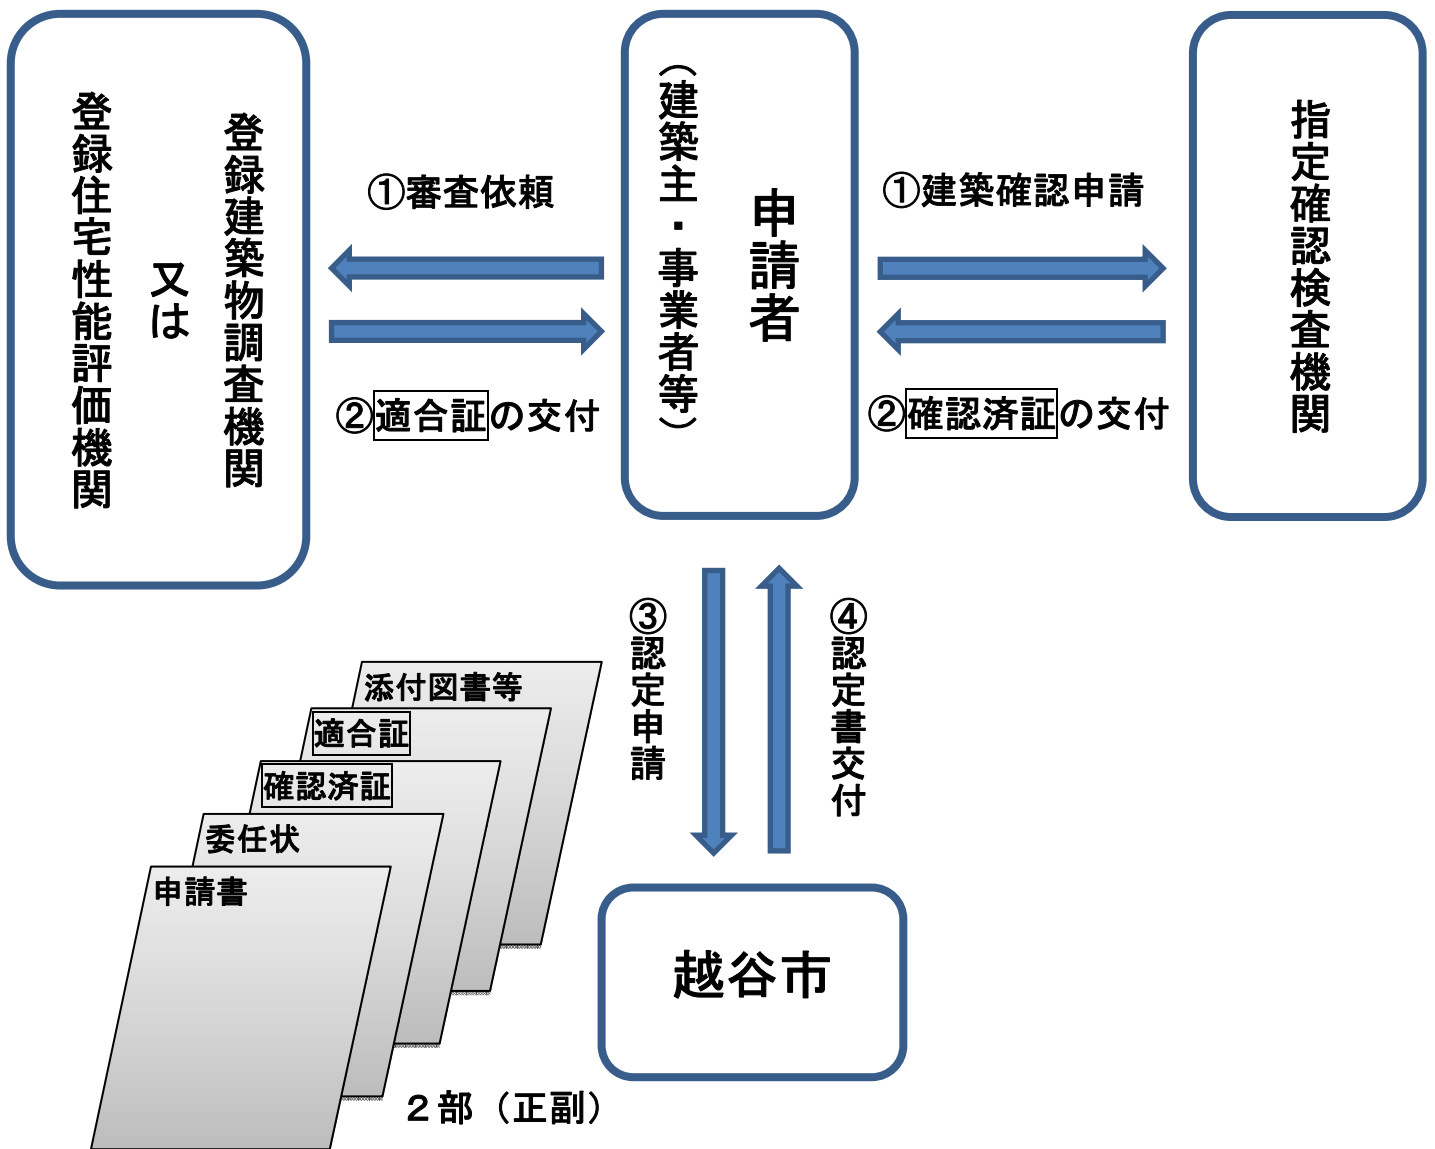 登録建築物調査機関
又は
登録住宅性能評価機関
①審査依頼
②適合証の交付
申請者
（建築主・事業者等）
①建築確認申請
②確認済証の交付
指定確認検査機関
③認定申請
④認定書交付
添付図書等
適合証
確認済証
委任状
申請書
２部（正副）
越谷市